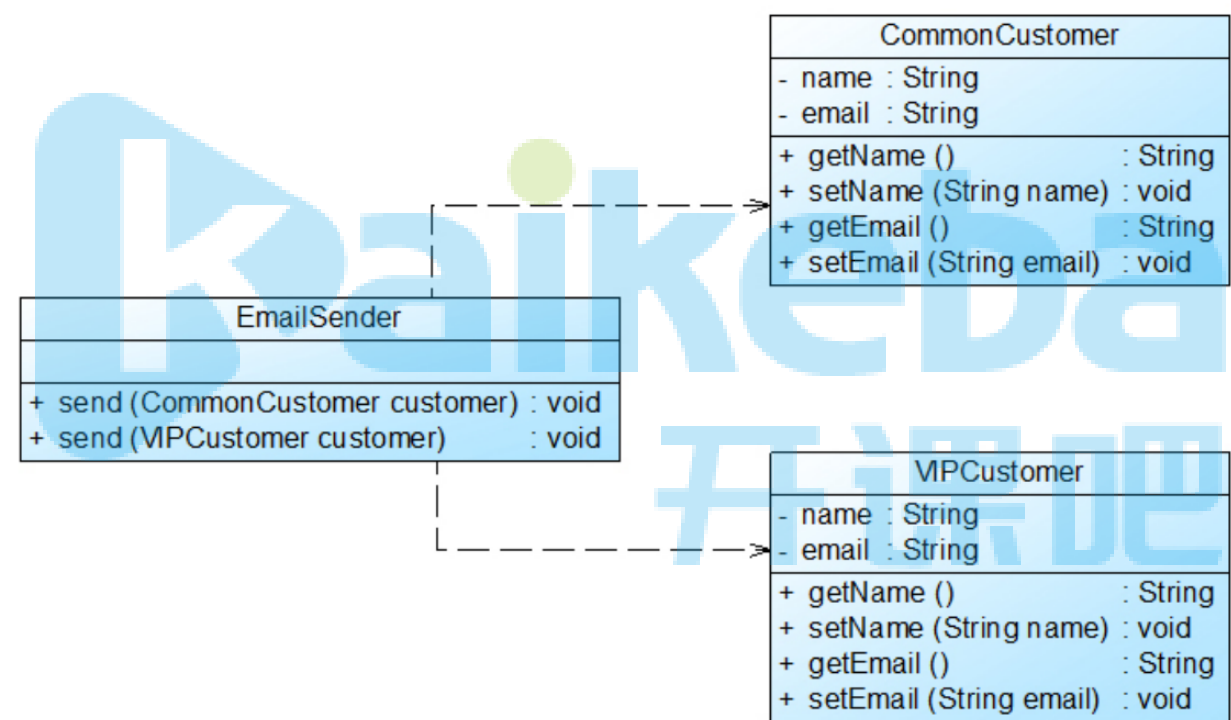 CommonCustomer
- name : String
- email : String
+ getName () : String
+ setName (String name) : void
+ getEmail () : String
+ setEmail (String email) : void
EmailSender
+ send (CommonCustomer customer) : void
+ send (VIPCustomer customer) : void
VIPCustomer
- name : String
- email : String
+ getName () : String
+ setName (String name) : void
+ getEmail () : String
+ setEmail (String email) : void
kaikeba
开课吧